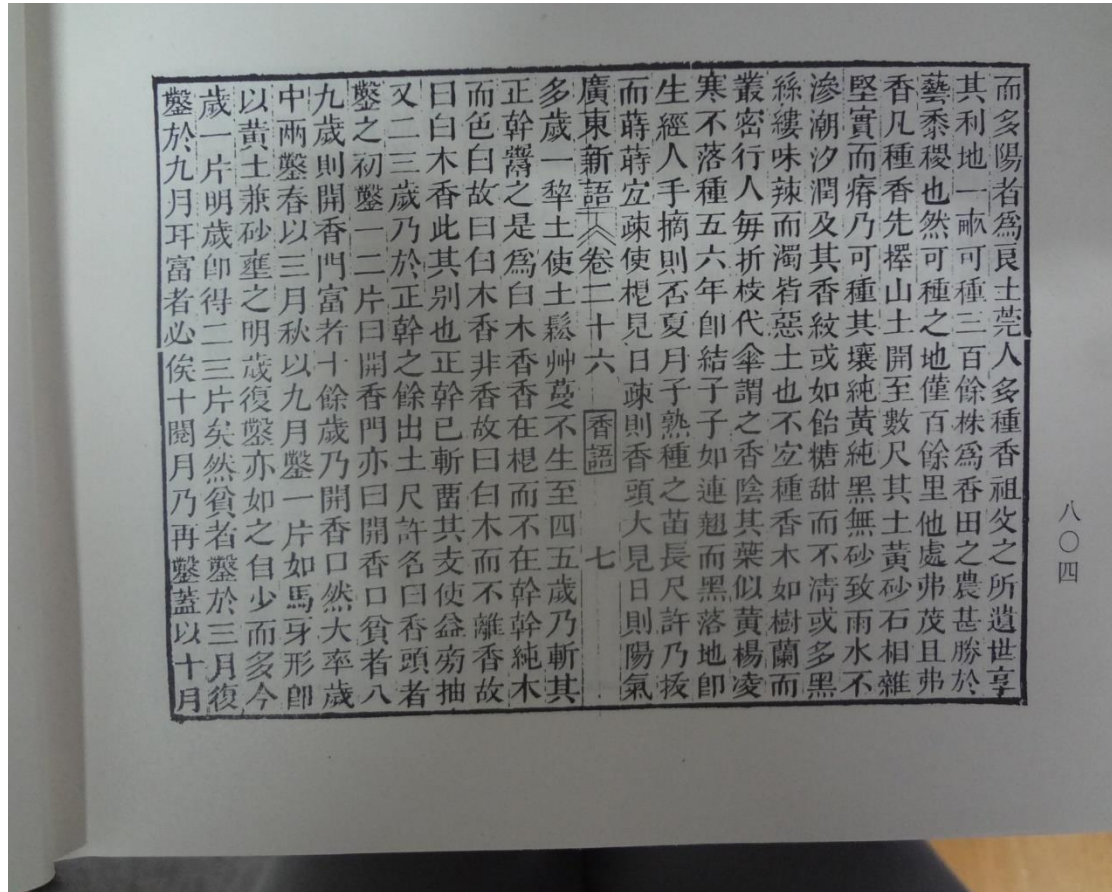 而多陽者爲良土莞人多種香祖父之所遺世享
其利地一畝可種三百餘株爲香田之農甚勝於
藝黍稷也然可種之地僅百餘里他處弗茂且弗
香凡種香先擇山土開至數尺其土黃砂石相雜
堅實而瘠乃可種其壤純黃純黑無砂致雨水不
滲潮汐潤及其香紋或如飴糖甜而不淸或多黑
絲縷味辣而濁皆惡土也不宐種香木如樹蘭而
叢密行人每折枝代傘謂之香陰其葉似黃楊凌
寒不落種五六年卽結子子如連翹而黑落地卽
生經人手摘則否夏月子熟種之苗長尺許乃拔
而蒔蒔宐疎使根見日疎則香頭大見日則陽氣
廣東新語 卷二十六 香語 七
多歲一犂土使土鬆艸蔓不生至四五歲乃斬其
正幹鬻之是爲白木香香在根而不在幹幹純木
而色白故曰白木香非香故曰白木而不離香故
曰白木香此其别也正幹已斬畱其支使益旁抽
又二三歲乃於正幹之餘出土尺許名曰香頭者
鑿之初鑿一二片曰開香門亦曰開香口貧者八
九歲則開香門富者十餘歲乃開香口然大率歲
中兩鑿春以三月秋以九月鑿一片如馬牙形卽
以黃土兼砂壅之明歲復鑿亦如之自少而多今
歲一片明歲卽得二三片矣然貧者鑿於三月復
鑿於九月耳富者必俟十閱月乃再鑿蓋以十月
八〇四